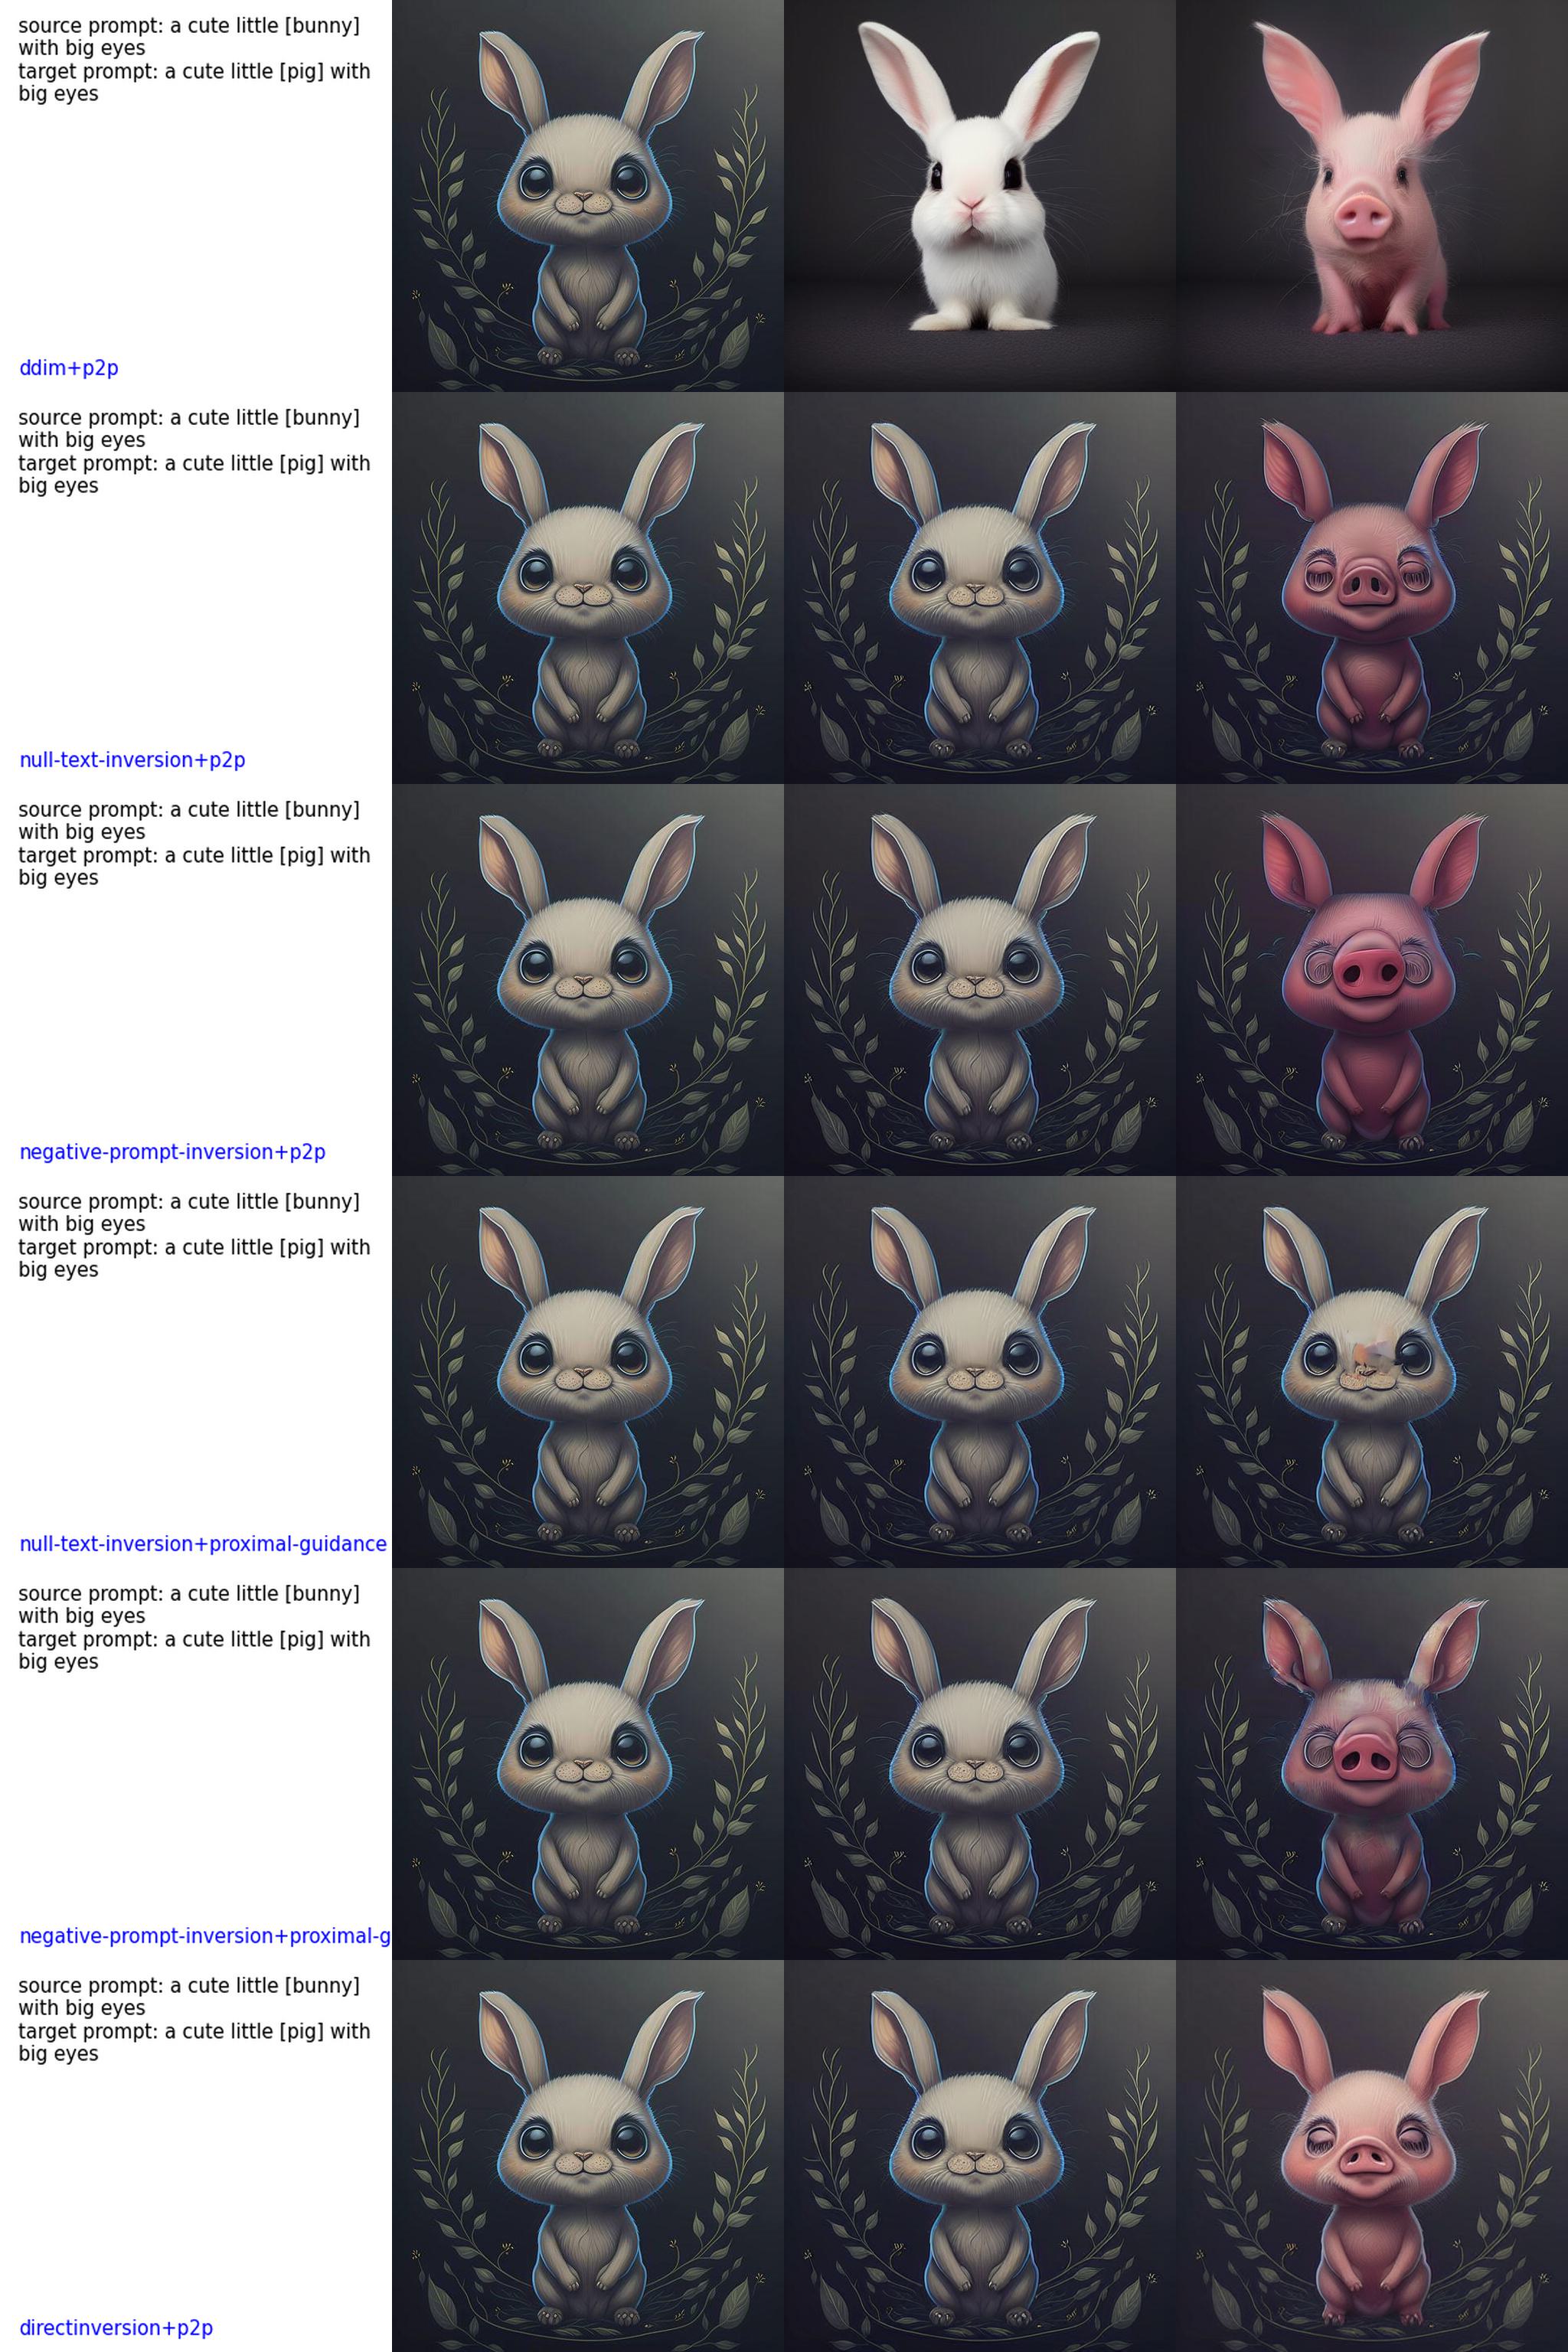 source prompt: a cute little [bunny]
with big eyes
target prompt: a cute little [pig] with
big eyes
ddim+p2p
source prompt: a cute little [bunny]
with big eyes
target prompt: a cute little [pig] with
big eyes
null-text-inversion+p2p
source prompt: a cute little [bunny]
with big eyes
target prompt: a cute little [pig] with
big eyes
negative-prompt-inversion+p2p
source prompt: a cute little [bunny]
with big eyes
target prompt: a cute little [pig] with
big eyes
null-text-inversion+proximal-guidance
source prompt: a cute little [bunny]
with big eyes
target prompt: a cute little [pig] with
big eyes
negative-prompt-inversion+proximal-g
source prompt: a cute little [bunny]
with big eyes
target prompt: a cute little [pig] with
big eyes
directinversion+p2p